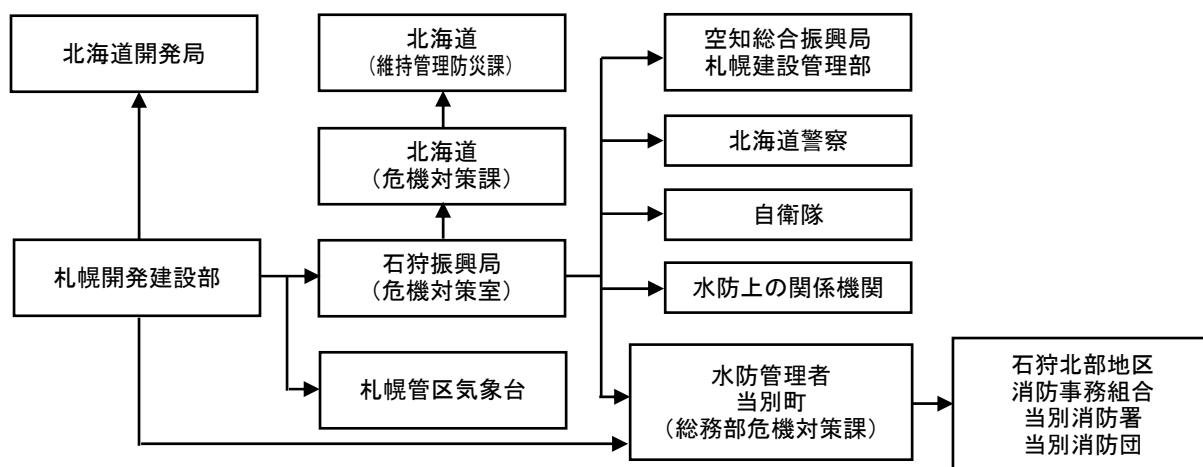 北海道開発局
北海道
(維持管理防災課)
空知総合振興局
札幌建設管理部
北海道
(危機対策課)
北海道警察
自衛隊
札幌開発建設部
石狩振興局
(危機対策室)
水防上の関係機関
札幌管区気象台
水防管理者
当別町
(総務部危機対策課)
石狩北部地区
消防事務組合
当別消防署
当別消防団